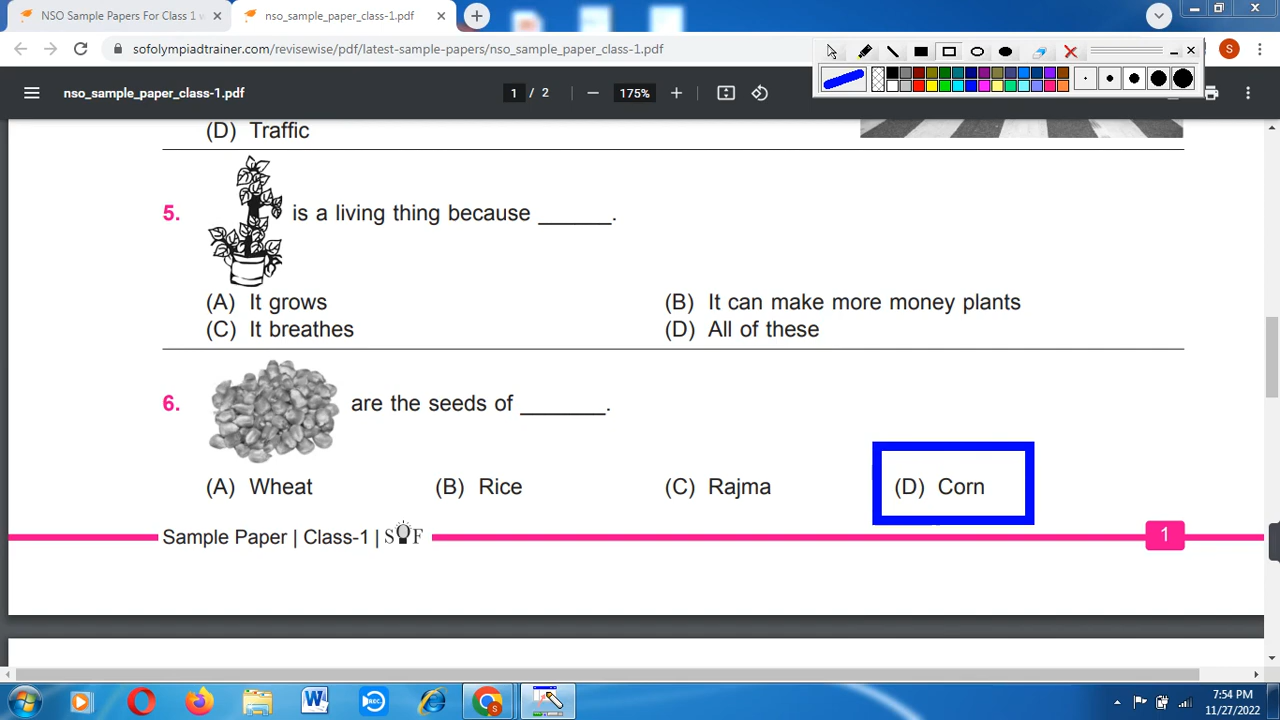 NSO Sample Papers For Class 1 w
nso_sample_paper_class-1.pdf
sofolympiadtrainer.com/revisewise/pdf/latest-sample-papers/nso_sample_paper_class-1.pdf
S
nso_sample_paper_class-1.pdf
1 / 2
175%
(D) Traffic
5. is a living thing because ______.
(A) It grows
(B) It can make more money plants
(C) It breathes
(D) All of these
6. are the seeds of _______.
(A) Wheat
(B) Rice
(C) Rajma
(D) Corn
Sample Paper | Class-1 | SOF
1
REC
S
7:54 PM
11/27/2022